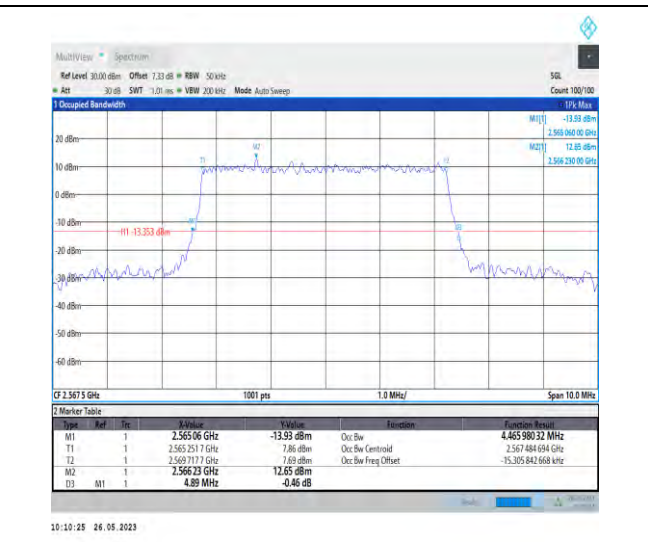 MultiView Spectrum
Ref Level 30.00 dBm Offset 7.33 dB RBW 50 kHz SGL
Att 30 dB SWT 1.01 ms VBW 200 kHz Mode Auto Sweep Count 100/100
1 Occupied Bandwidth 1Pk Max
M1[1] -13.93 dBm
2.565 060 00 GHz
20 dBm
M2[1] 12.65 dBm
2.566 230 00 GHz
M2
T1
T2
10 dBm
0 dBm
-10 dBm
M1
D3
H1 -13.353 dBm
-20 dBm
-30 dBm
-40 dBm
-50 dBm
-60 dBm
CF 2.567 5 GHz 1001 pts 1.0 MHz/ Span 10.0 MHz
2 Marker Table
Type Ref Trc X-Value Y-Value Function Function Result
M1 1 2.565 06 GHz -13.93 dBm Occ Bw 4.465 980 32 MHz
T1 1 2.565 251 7 GHz 7.86 dBm Occ Bw Centroid 2.567 484 694 GHz
T2 1 2.569 717 7 GHz 7.69 dBm Occ Bw Freq Offset -15.305 842 668 kHz
M2 1 2.566 23 GHz 12.65 dBm
D3 M1 1 4.89 MHz -0.46 dB
10:10:25 26.05.2023